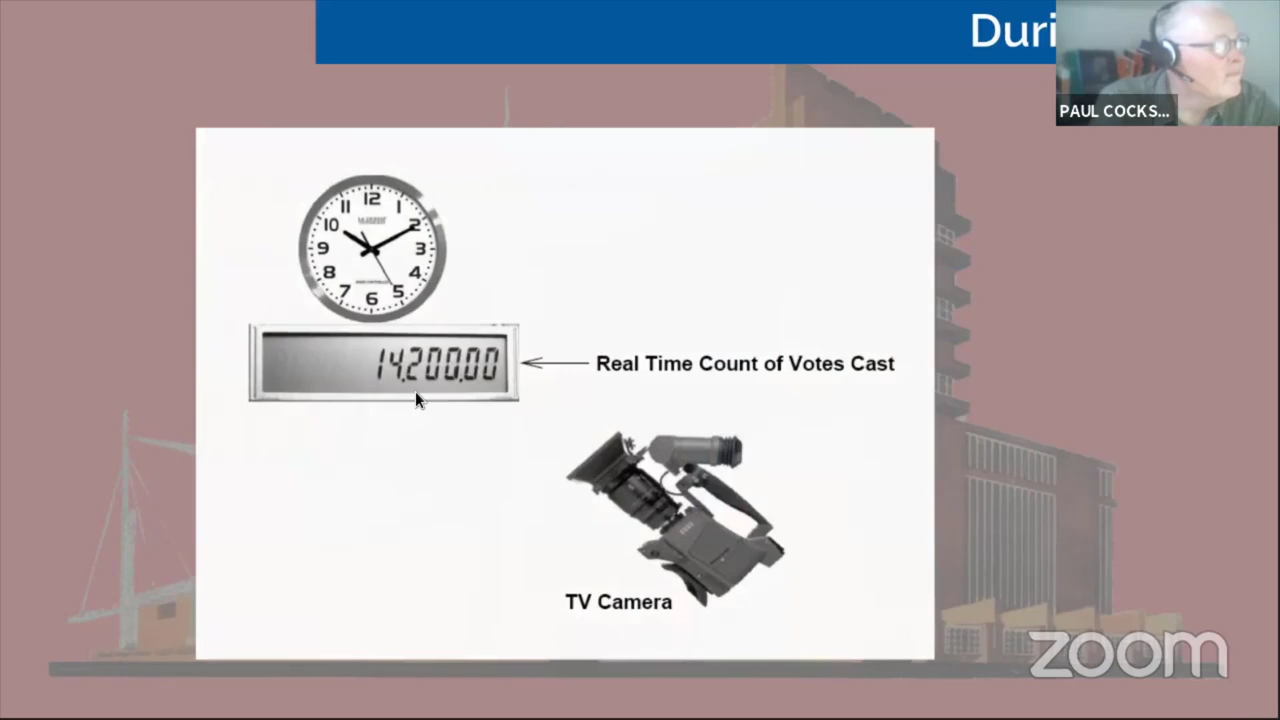 Duri
PAUL COCKS...
12
11 1
10 2
9 3
8 4
7 5
6
14,200.00
Real Time Count of Votes Cast
TV Camera
zoom